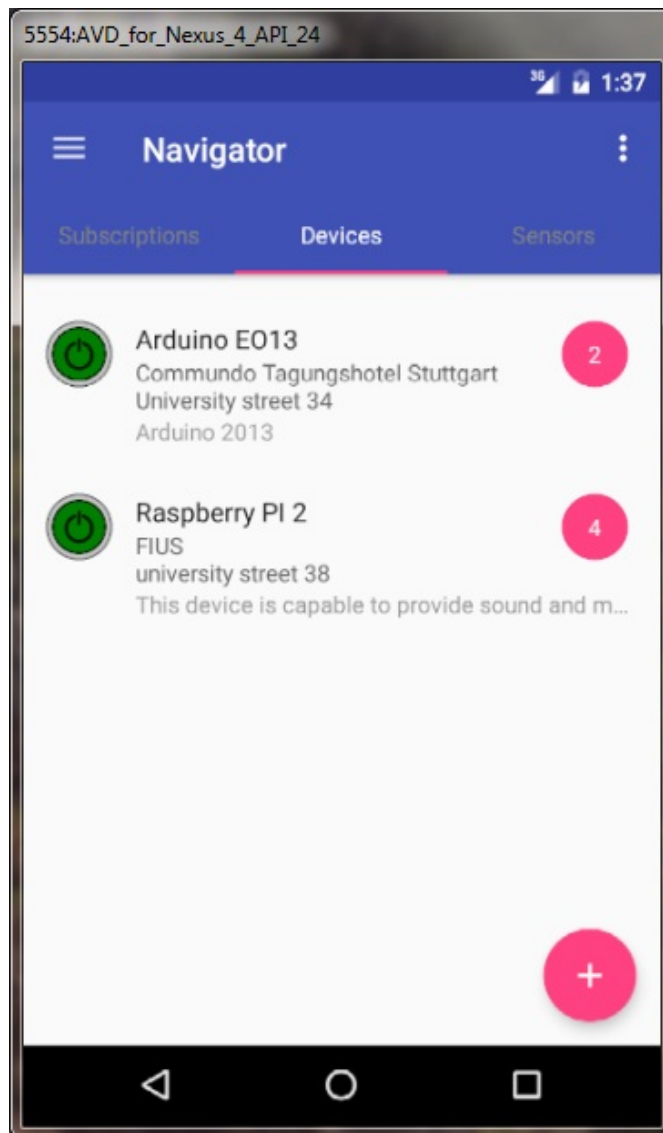 5554:AVD_for_Nexus_4_API_24
3G 1:37
Navigator
Subscriptions Devices Sensors
Arduino EO13
2
Commundo Tagungshotel Stuttgart
University street 34
Arduino 2013
Raspberry PI 2
4
FIUS
university street 38
This device is capable to provide sound and m...
+